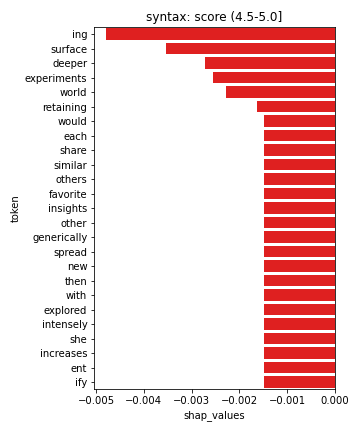 syntax: score (4.5-5.0]
token
ing
surface
deeper
experiments
world
retaining
would
each
share
similar
others
favorite
insights
other
generically
spread
new
then
with
explored
intensely
she
increases
ent
ify
−0.005 −0.004 −0.003 −0.002 −0.001 0.000
shap_values